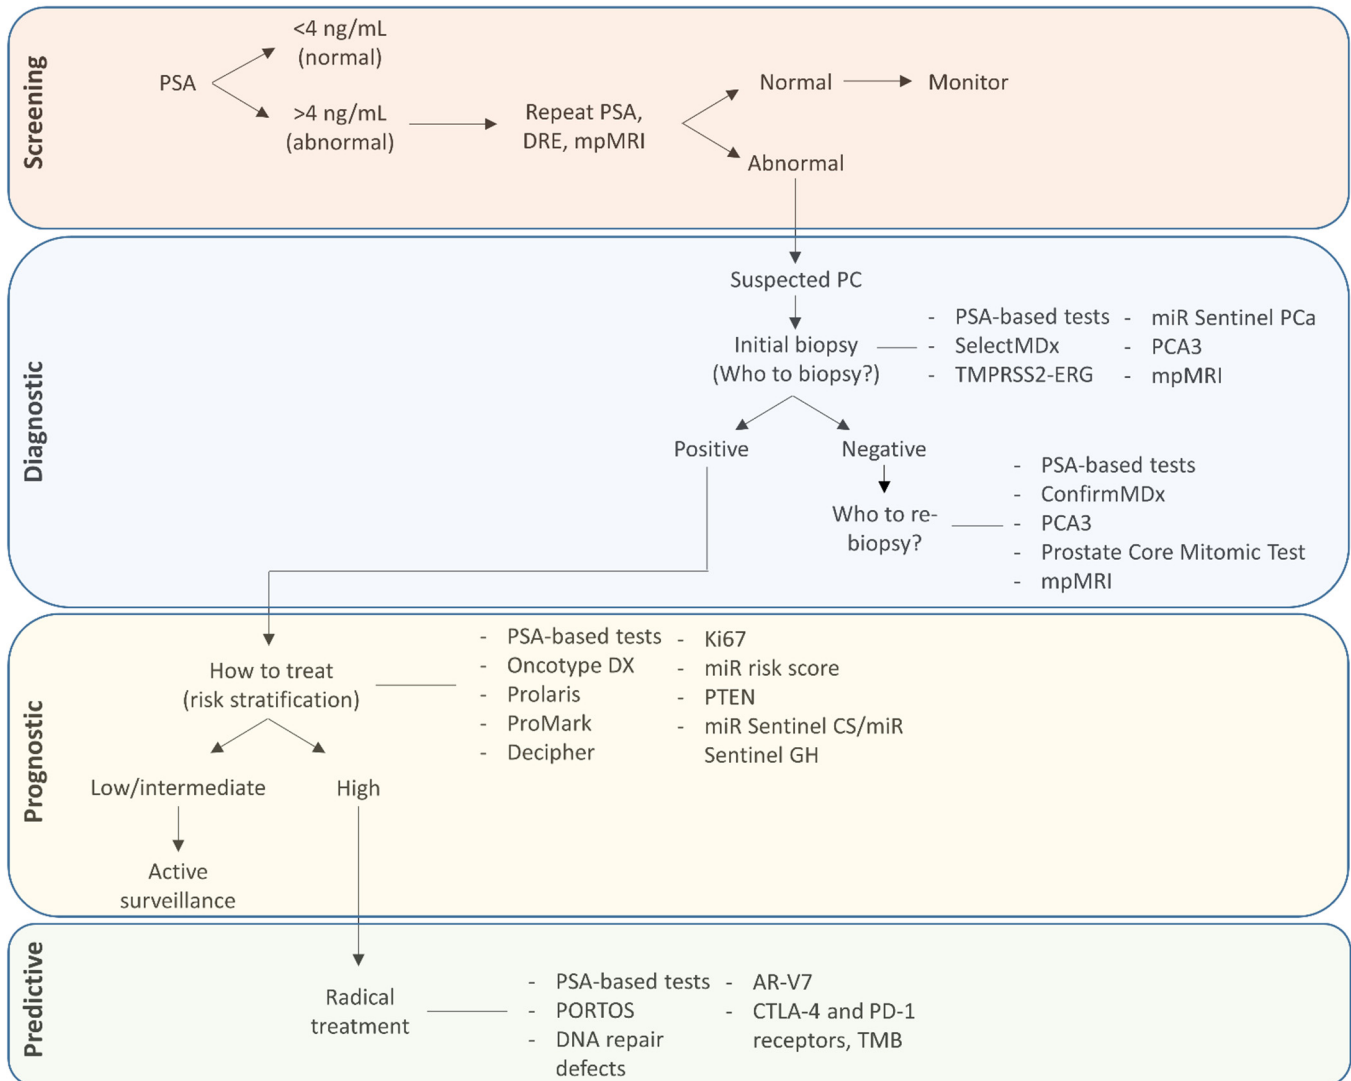 Screening
PSA
<4 ng/mL
(normal)
>4 ng/mL
(abnormal)
Repeat PSA,
DRE, mpMRI
Normal
Monitor
Abnormal
Diagnostic
Suspected PC
Initial biopsy
(Who to biopsy?)
- PSA-based tests
- SelectMDx
- TMPRSS2-ERG
- miR Sentinel PCa
- PCA3
- mpMRI
Positive
Negative
Who to re-
biopsy?
- PSA-based tests
- ConfirmMDx
- PCA3
- Prostate Core Mitomic Test
- mpMRI
Prognostic
How to treat
(risk stratification)
- PSA-based tests
- Oncotype DX
- Prolaris
- ProMark
- Decipher
- Ki67
- miR risk score
- PTEN
- miR Sentinel CS/miR
Sentinel GH
Low/intermediate
High
Active
surveillance
Predictive
Radical
treatment
- PSA-based tests
- PORTOS
- DNA repair
defects
- AR-V7
- CTLA-4 and PD-1
receptors, TMB